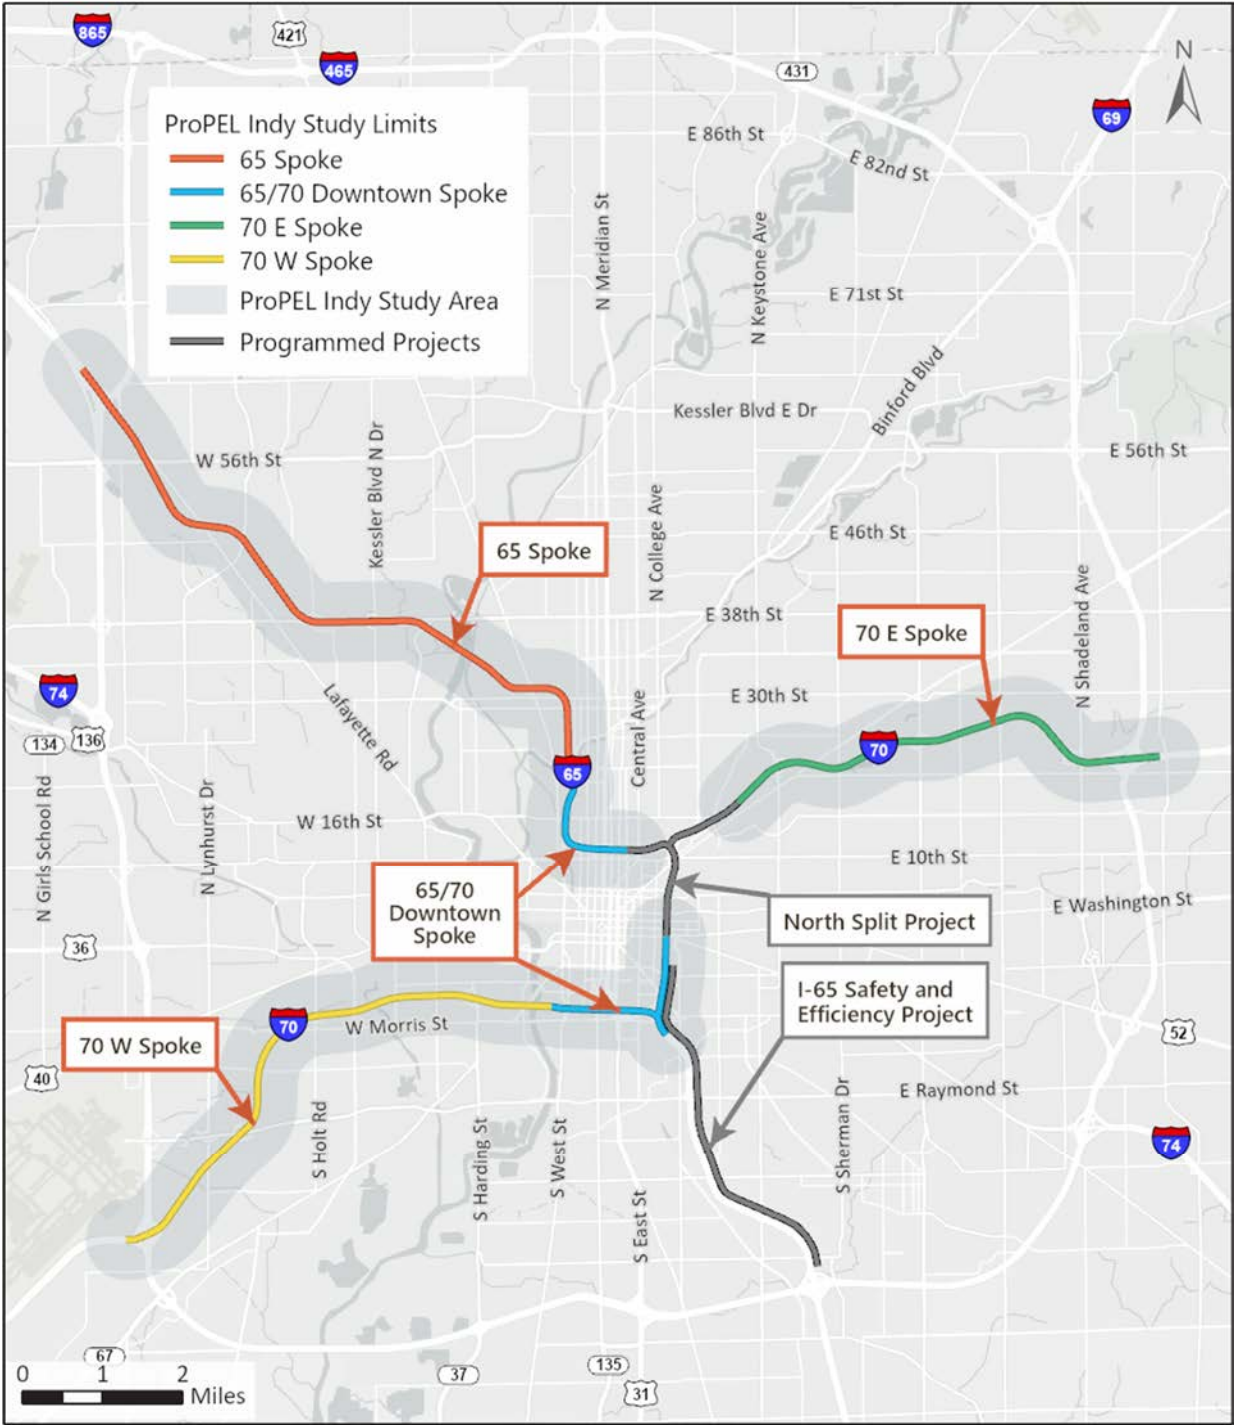 865
421
465
431
N
69
ProPEL Indy Study Limits
65 Spoke
65/70 Downtown Spoke
70 E Spoke
70 W Spoke
ProPEL Indy Study Area
Programmed Projects
E 86th St
E 82nd St
N Meridian St
N Keystone Ave
E 71st St
Binford Blvd
Kessler Blvd E Dr
Kessler Blvd N Dr
W 56th St
E 56th St
N College Ave
E 46th St
65 Spoke
N Shadeland Ave
E 38th St
70 E Spoke
74
Lafayette Rd
Central Ave
E 30th St
134
136
70
65
N Girls School Rd
N Lynhurst Dr
W 16th St
E 10th St
65/70
Downtown
Spoke
E Washington St
North Split Project
36
I-65 Safety and
Efficiency Project
70
W Morris St
70 W Spoke
52
40
E Raymond St
S Holt Rd
S Harding St
S West St
S East St
S Sherman Dr
74
67
0 1 2
Miles
37
135
31